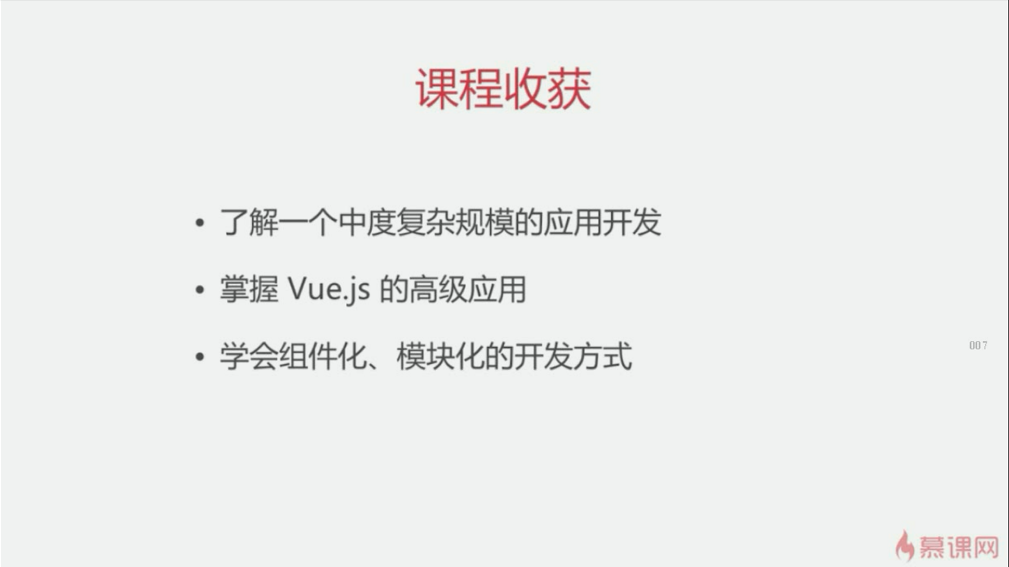 课程收获
• 了解一个中度复杂规模的应用开发
• 掌握 Vue.js 的高级应用
• 学会组件化、模块化的开发方式
007
慕课网